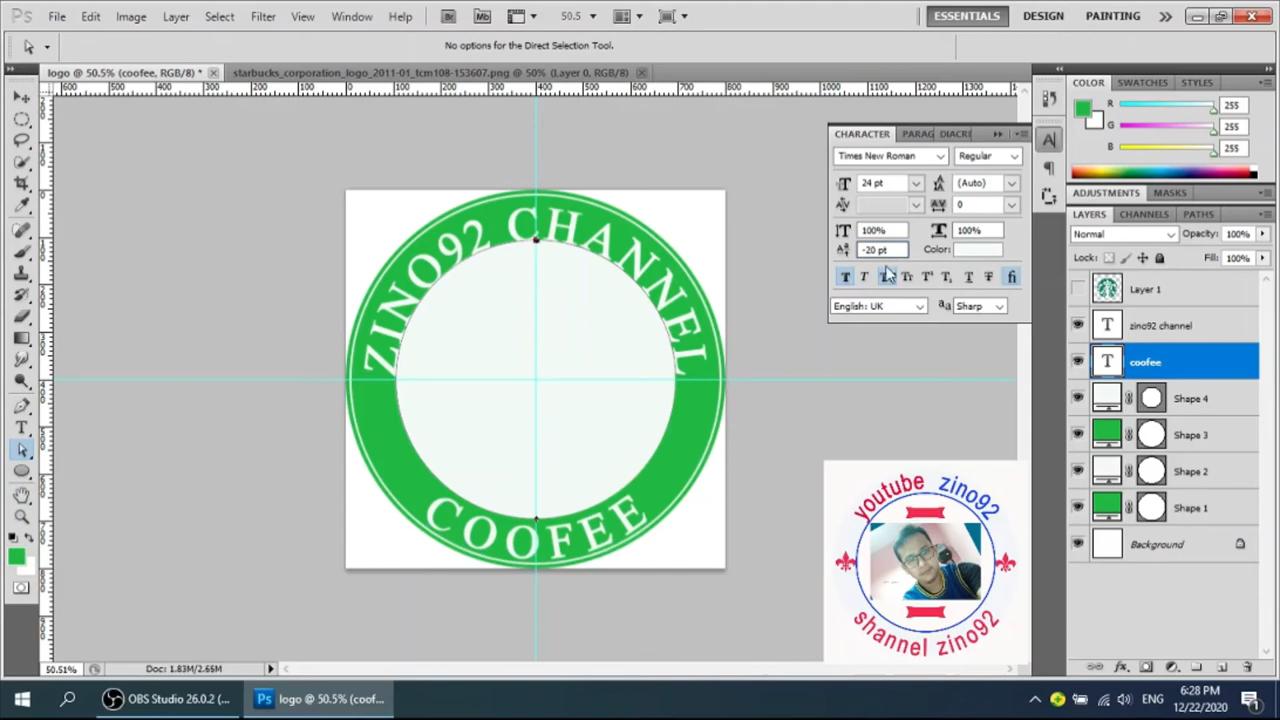 Ps File Edit Image Layer Select Filter View Window Help Br Mb 50.5 ESSENTIALS DESIGN PAINTING
No options for the Direct Selection Tool.
logo @ 50.5% (coofee, RGB/8) * starbucks_corporation_logo_2011-01_tcm108-153607.png @ 50% (Layer 0, RGB/8)
COLOR SWATCHES STYLES
R 255
G 255
B 255
CHARACTER PARAG DIACRI
Times New Roman Regular
24 pt (Auto)
0
100% 100%
-20 pt Color:
English: UK Sharp
ADJUSTMENTS MASKS
LAYERS CHANNELS PATHS
Normal Opacity: 100%
Lock: Fill: 100%
Layer 1
zino92 channel
coofee
Shape 4
Shape 3
Shape 2
Shape 1
Background
ZINO92 CHANNEL
COOFEE
youtube zino92
shannel zino92
50.51% Doc: 1.83M/2.65M
OBS Studio 26.0.2 (... Ps logo @ 50.5% (coof... ENG 6:28 PM
12/22/2020